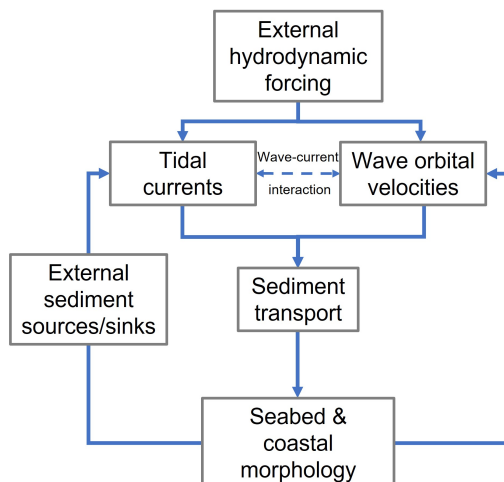 External
hydrodynamic
forcing
Tidal
currents
Wave-current
interaction
Wave orbital
velocities
External
sediment
sources/sinks
Sediment
transport
Seabed &
coastal
morphology